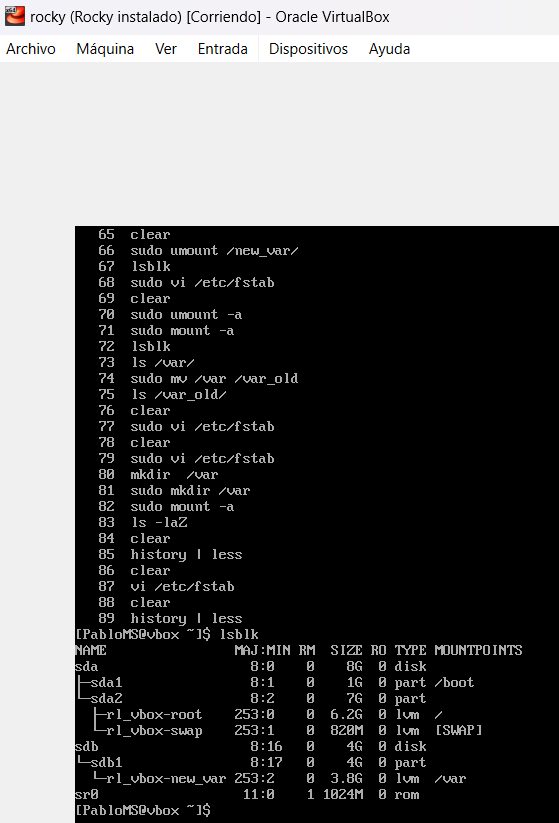 rocky (Rocky instalado) [Corriendo] - Oracle VirtualBox
Archivo Máquina Ver Entrada Dispositivos Ayuda
65 clear
66 sudo umount /new_var/
67 lsblk
68 sudo vi /etc/fstab
69 clear
70 sudo umount -a
71 sudo mount -a
72 lsblk
73 ls /var/
74 sudo mv /var /var_old
75 ls /var_old/
76 clear
77 sudo vi /etc/fstab
78 clear
79 sudo vi /etc/fstab
80 mkdir  /var
81 sudo mkdir /var
82 sudo mount -a
83 ls -laZ
84 clear
85 history | less
86 clear
87 vi /etc/fstab
88 clear
89 history | less
[PabloMS@vbox ~]$ lsblk
NAME MAJ:MIN RM SIZE RO TYPE MOUNTPOINTS
sda 8:0 0 8G 0 disk
├─sda1 8:1 0 1G 0 part /boot
└─sda2 8:2 0 7G 0 part
├─rl_vbox-root 253:0 0 6.2G 0 lvm /
└─rl_vbox-swap 253:1 0 820M 0 lvm [SWAP]
sdb 8:16 0 4G 0 disk
└─sdb1 8:17 0 4G 0 part
└─rl_vbox-new_var 253:2 0 3.8G 0 lvm /var
sr0 11:0 1 1024M 0 rom
[PabloMS@vbox ~]$